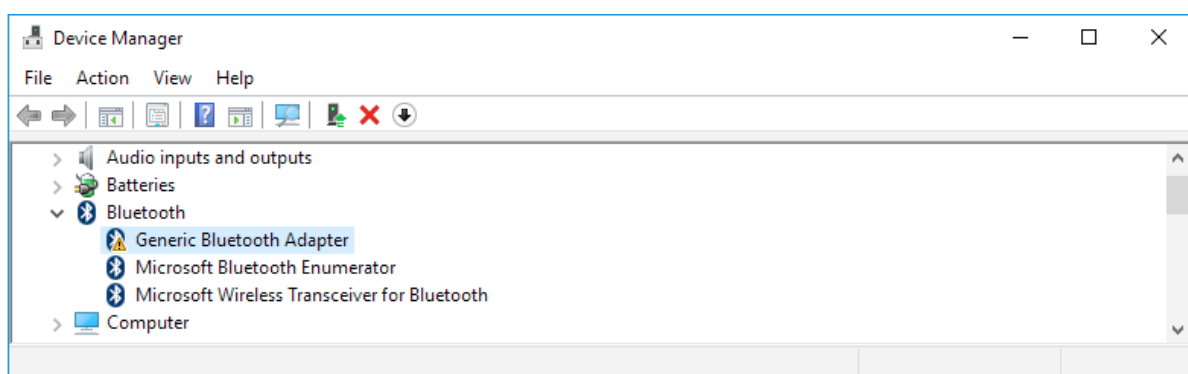 Device Manager
File Action View Help
Audio inputs and outputs
Batteries
Bluetooth
Generic Bluetooth Adapter
Microsoft Bluetooth Enumerator
Microsoft Wireless Transceiver for Bluetooth
Computer